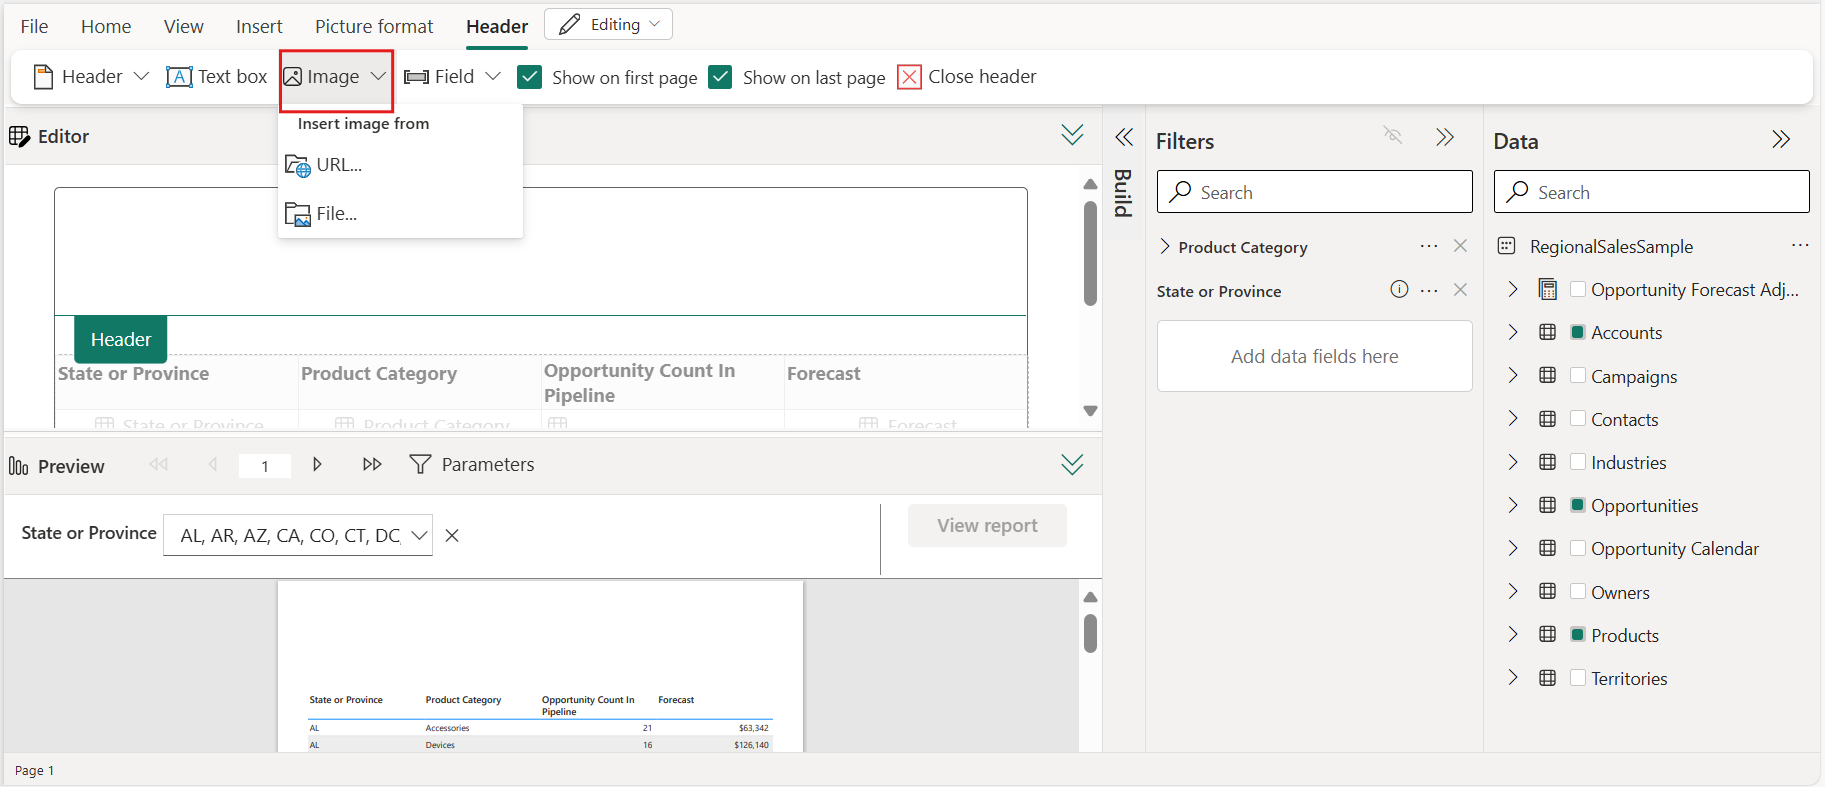 File Home View Insert Picture format Header Editing
Header Text box Image Field Show on first page Show on last page Close header
Insert image from
URL...
File...
Editor
Header
State or Province Product Category Opportunity Count In Pipeline Forecast
State or Province Product Category Forecast
Preview 1 Parameters
State or Province AL, AR, AZ, CA, CO, CT, DC, View report
State or Province Product Category Opportunity Count In Pipeline Forecast
AL Accessories 21 $63,342
AL Devices 16 $126,140
Page 1
Build
Filters
Search
Product Category
State or Province
Add data fields here
Data
Search
RegionalSalesSample
Opportunity Forecast Adj...
Accounts
Campaigns
Contacts
Industries
Opportunities
Opportunity Calendar
Owners
Products
Territories